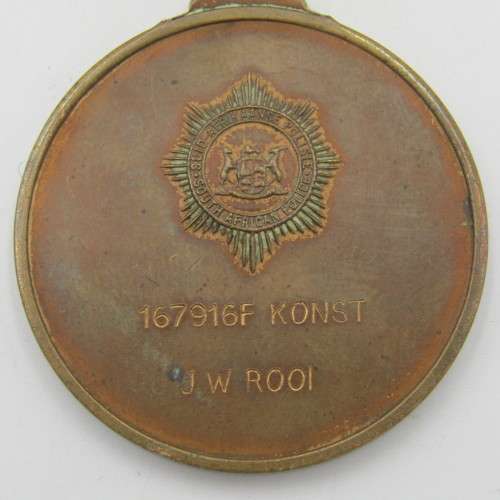 SUID-AFRIKAANSE POLISIE
SOUTH AFRICAN POLICE
167916F KONST
J W ROOI